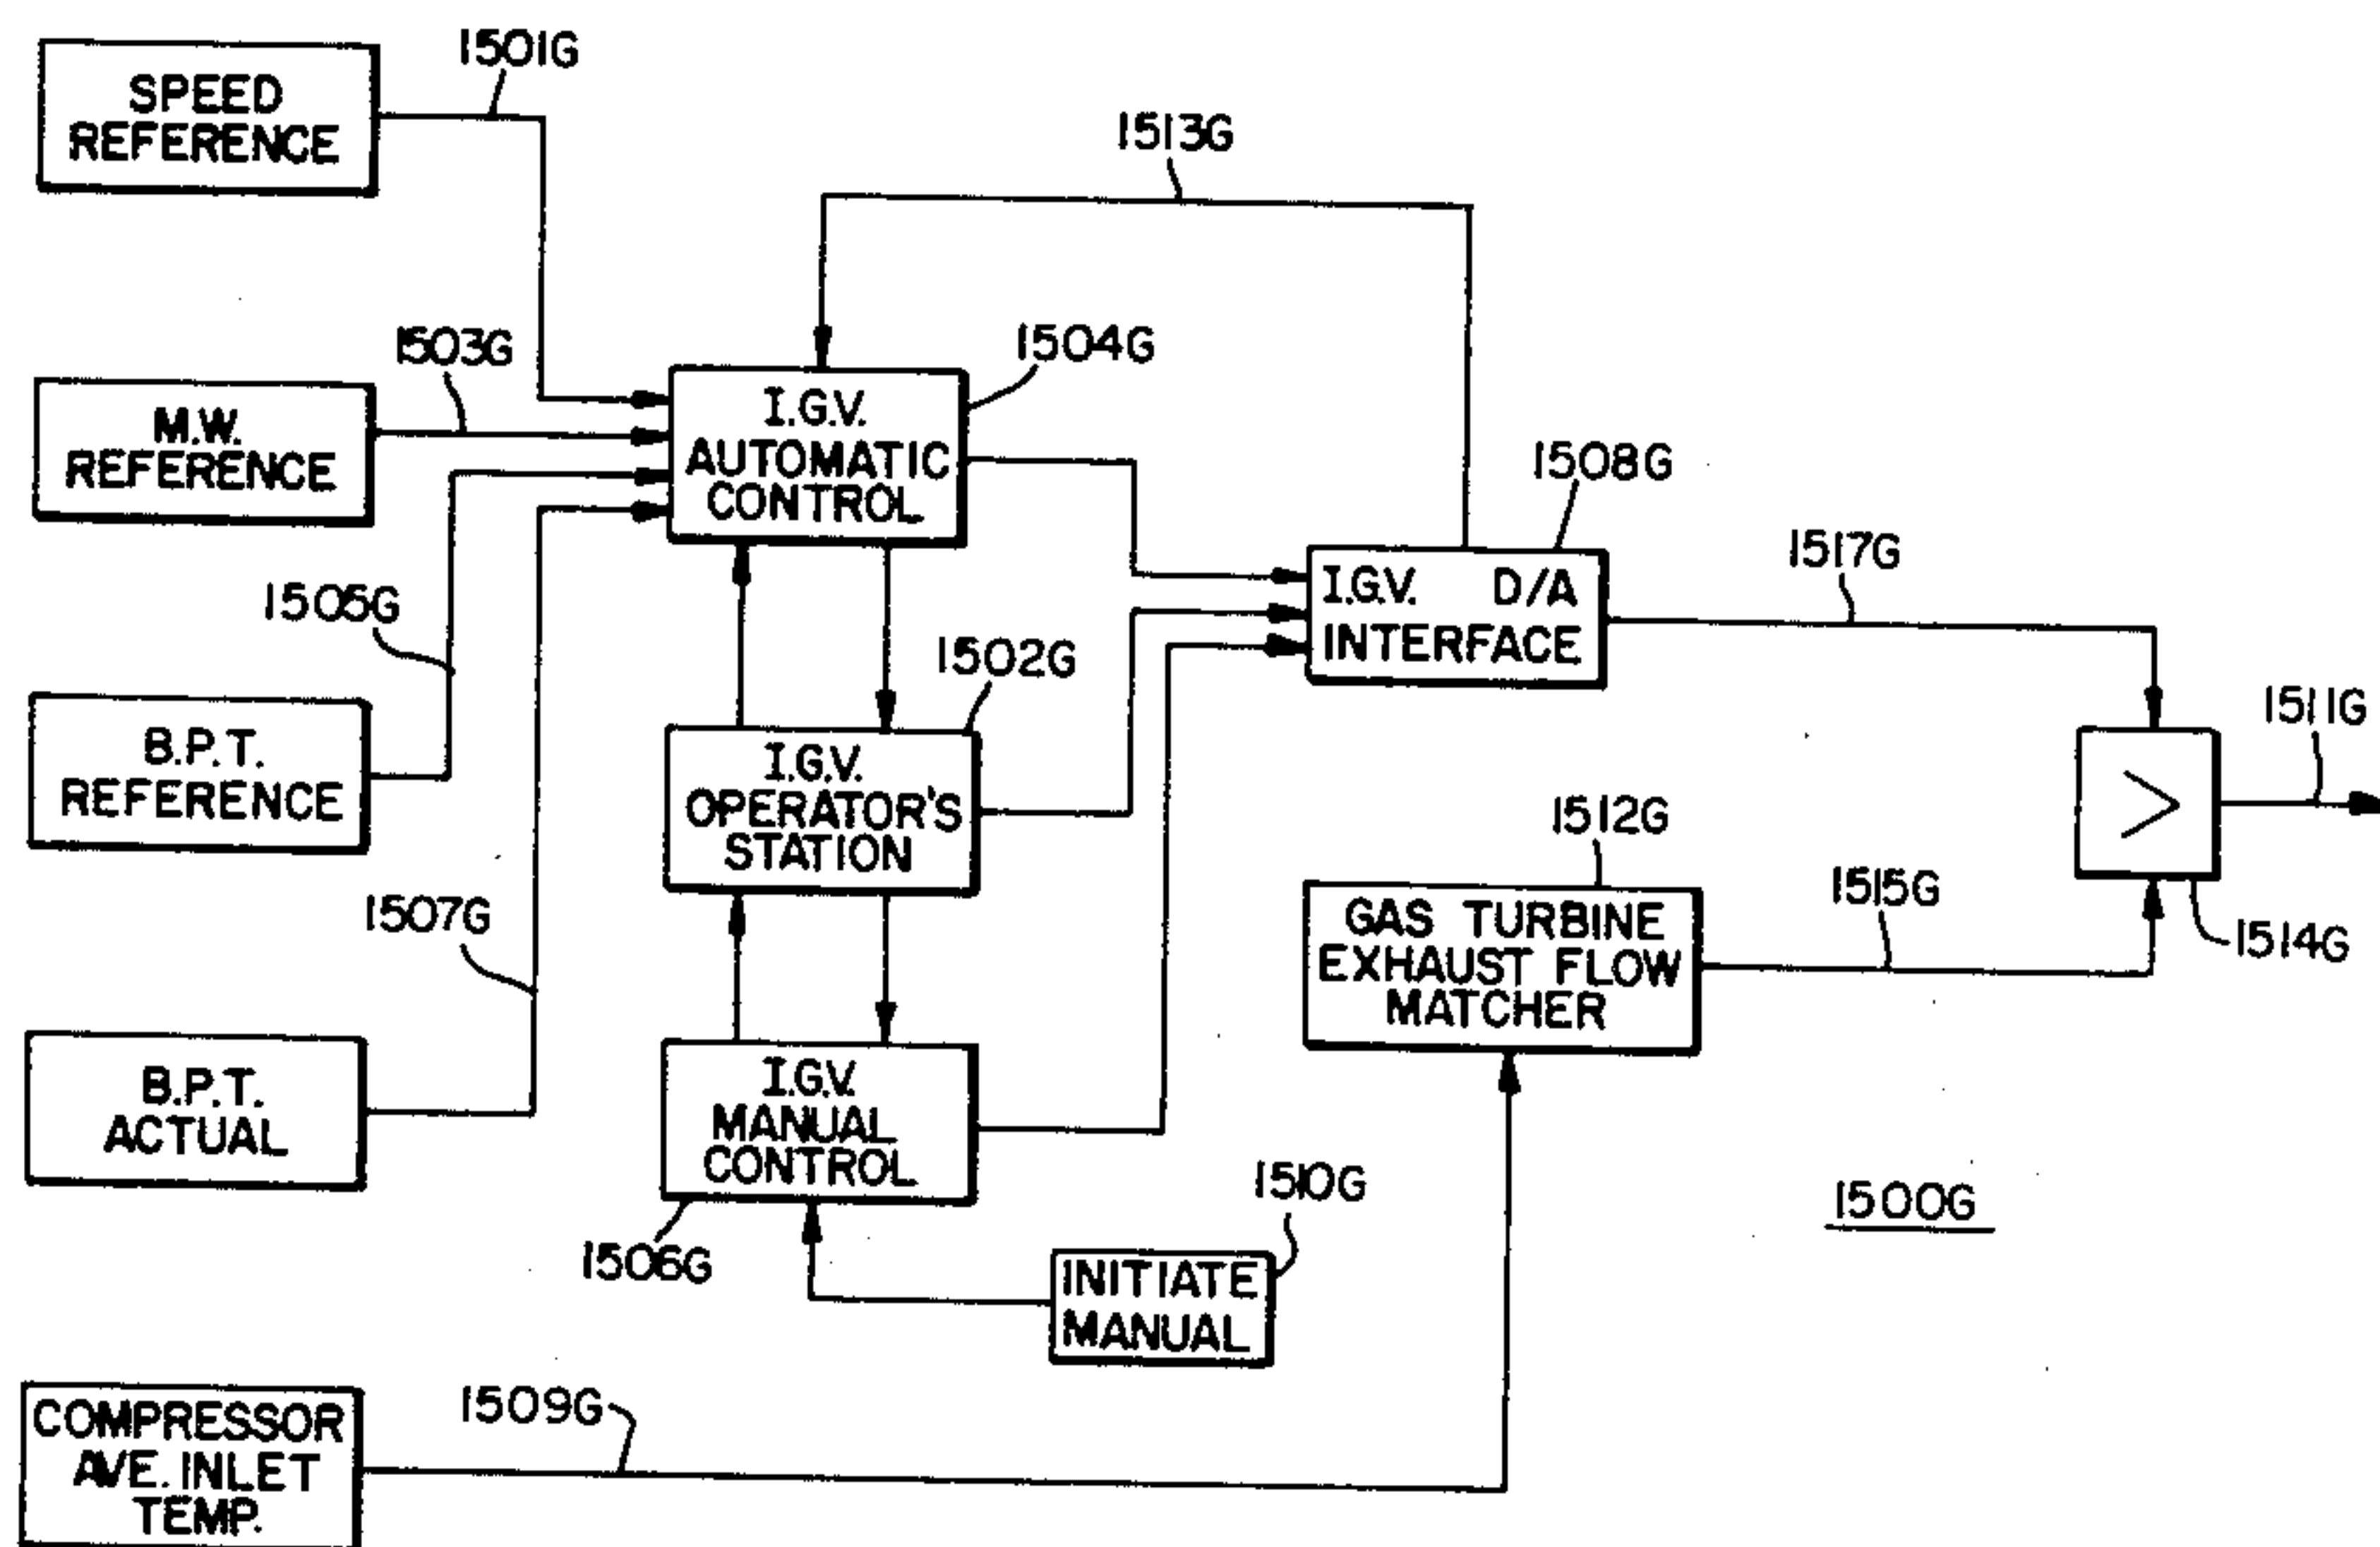 1501G
SPEED
REFERENCE
1513G
1503G
1504G
M.W.
REFERENCE
I.G.V.
AUTOMATIC
CONTROL
1508G
1505G
I.G.V. D/A
INTERFACE
1517G
1502G
B.P.T.
REFERENCE
I.G.V.
OPERATOR'S
STATION
1511G
>
1512G
1507G
GAS TURBINE
EXHAUST FLOW
MATCHER
1515G
1514G
B.P.T.
ACTUAL
I.G.V.
MANUAL
CONTROL
1510G
1500G
1506G
INITIATE
MANUAL
1509G
COMPRESSOR
AVE. INLET
TEMP.